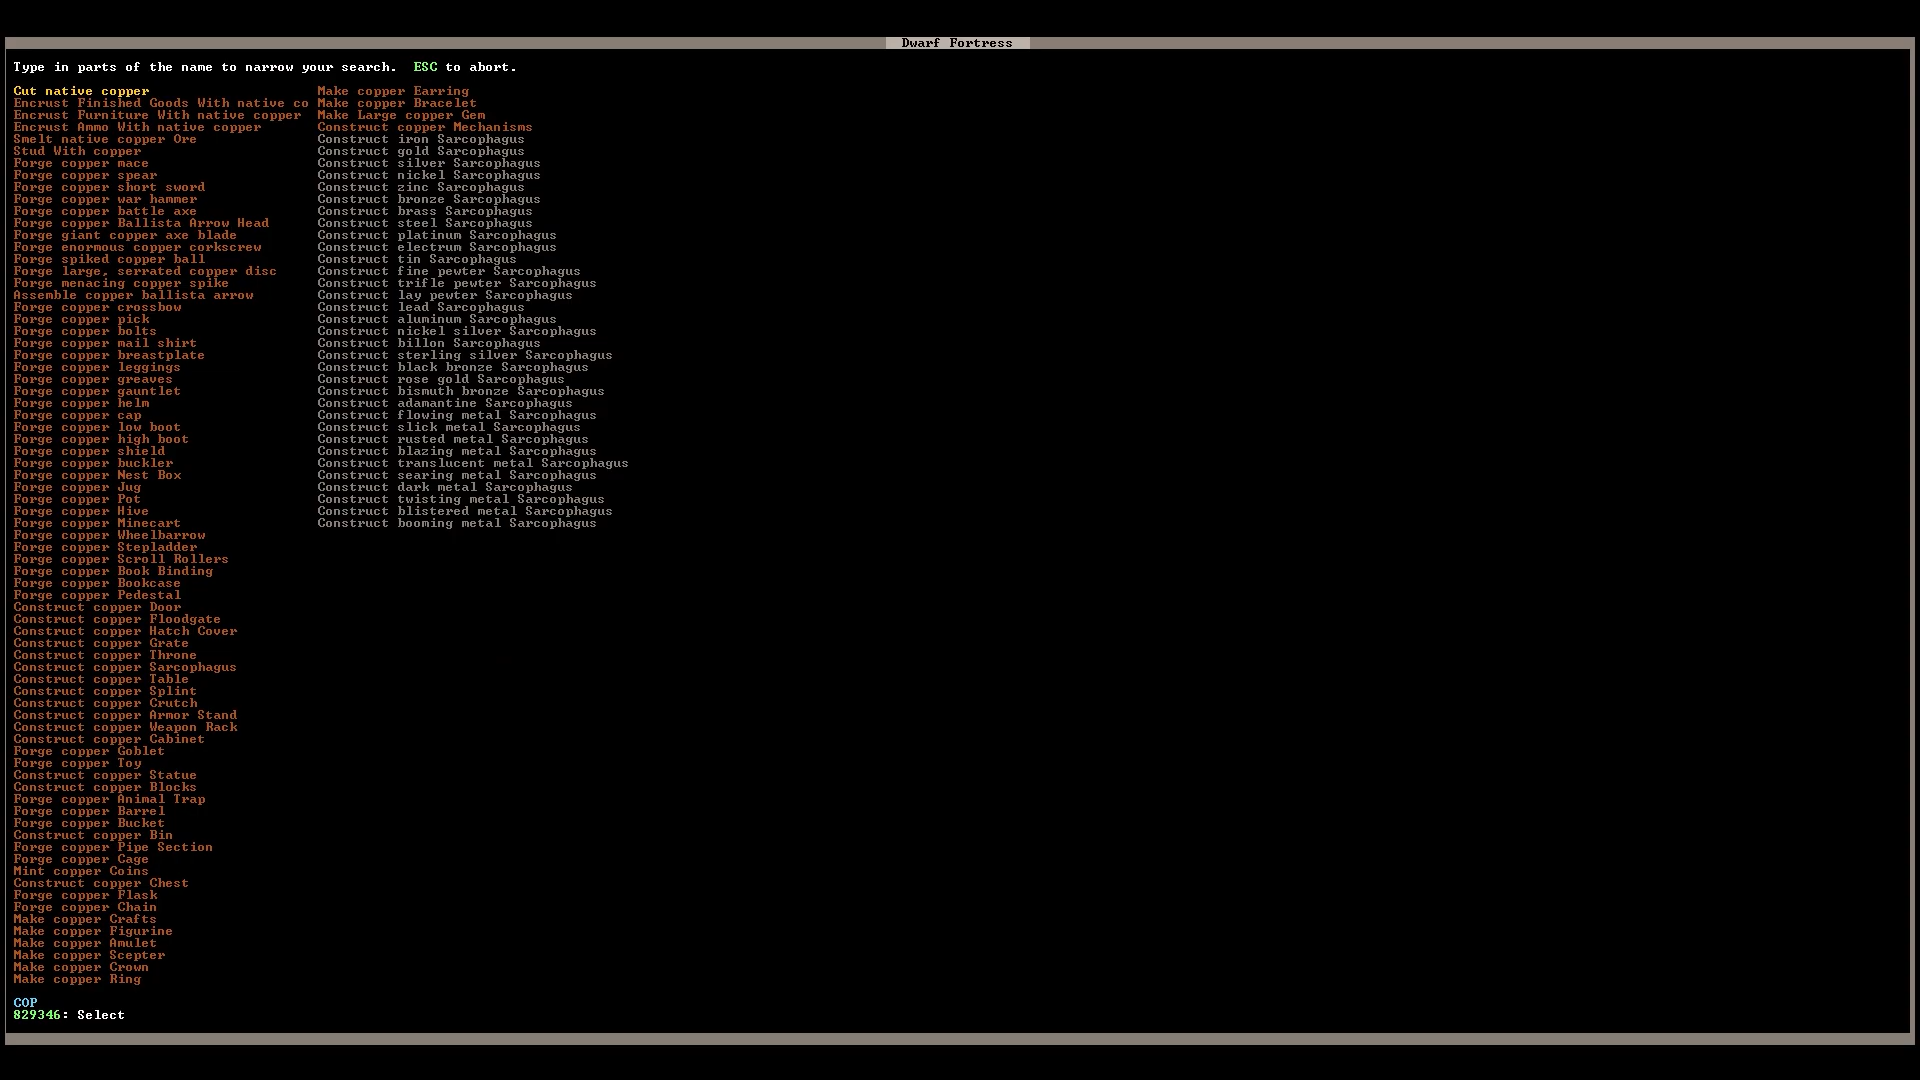 Dwarf Fortress
Type in parts of the name to narrow your search.  ESC to abort.
Cut native copper
Encrust Finished Goods With native co
Encrust Furniture With native copper
Encrust Ammo With native copper
Smelt native copper Ore
Stud With copper
Forge copper mace
Forge copper spear
Forge copper short sword
Forge copper war hammer
Forge copper battle axe
Forge copper Ballista Arrow Head
Forge giant copper axe blade
Forge enormous copper corkscrew
Forge spiked copper ball
Forge large, serrated copper disc
Forge menacing copper spike
Assemble copper ballista arrow
Forge copper crossbow
Forge copper pick
Forge copper bolts
Forge copper mail shirt
Forge copper breastplate
Forge copper leggings
Forge copper greaves
Forge copper gauntlet
Forge copper helm
Forge copper cap
Forge copper low boot
Forge copper high boot
Forge copper shield
Forge copper buckler
Forge copper Nest Box
Forge copper Jug
Forge copper Pot
Forge copper Hive
Forge copper Minecart
Forge copper Wheelbarrow
Forge copper Stepladder
Forge copper Scroll Rollers
Forge copper Book Binding
Forge copper Bookcase
Forge copper Pedestal
Construct copper Door
Construct copper Floodgate
Construct copper Hatch Cover
Construct copper Grate
Construct copper Throne
Construct copper Sarcophagus
Construct copper Table
Construct copper Splint
Construct copper Crutch
Construct copper Armor Stand
Construct copper Weapon Rack
Construct copper Cabinet
Forge copper Goblet
Forge copper Toy
Construct copper Statue
Construct copper Blocks
Forge copper Animal Trap
Forge copper Barrel
Forge copper Bucket
Construct copper Bin
Forge copper Pipe Section
Forge copper Cage
Mint copper Coins
Construct copper Chest
Forge copper Flask
Forge copper Chain
Make copper Crafts
Make copper Figurine
Make copper Amulet
Make copper Scepter
Make copper Crown
Make copper Ring
Make copper Earring
Make copper Bracelet
Make Large copper Gem
Construct copper Mechanisms
Construct iron Sarcophagus
Construct gold Sarcophagus
Construct silver Sarcophagus
Construct nickel Sarcophagus
Construct zinc Sarcophagus
Construct bronze Sarcophagus
Construct brass Sarcophagus
Construct steel Sarcophagus
Construct platinum Sarcophagus
Construct electrum Sarcophagus
Construct tin Sarcophagus
Construct fine pewter Sarcophagus
Construct trifle pewter Sarcophagus
Construct lay pewter Sarcophagus
Construct lead Sarcophagus
Construct aluminum Sarcophagus
Construct nickel silver Sarcophagus
Construct billon Sarcophagus
Construct sterling silver Sarcophagus
Construct black bronze Sarcophagus
Construct rose gold Sarcophagus
Construct bismuth bronze Sarcophagus
Construct adamantine Sarcophagus
Construct flowing metal Sarcophagus
Construct slick metal Sarcophagus
Construct rusted metal Sarcophagus
Construct blazing metal Sarcophagus
Construct translucent metal Sarcophagus
Construct searing metal Sarcophagus
Construct dark metal Sarcophagus
Construct twisting metal Sarcophagus
Construct blistered metal Sarcophagus
Construct booming metal Sarcophagus
COP
829346: Select